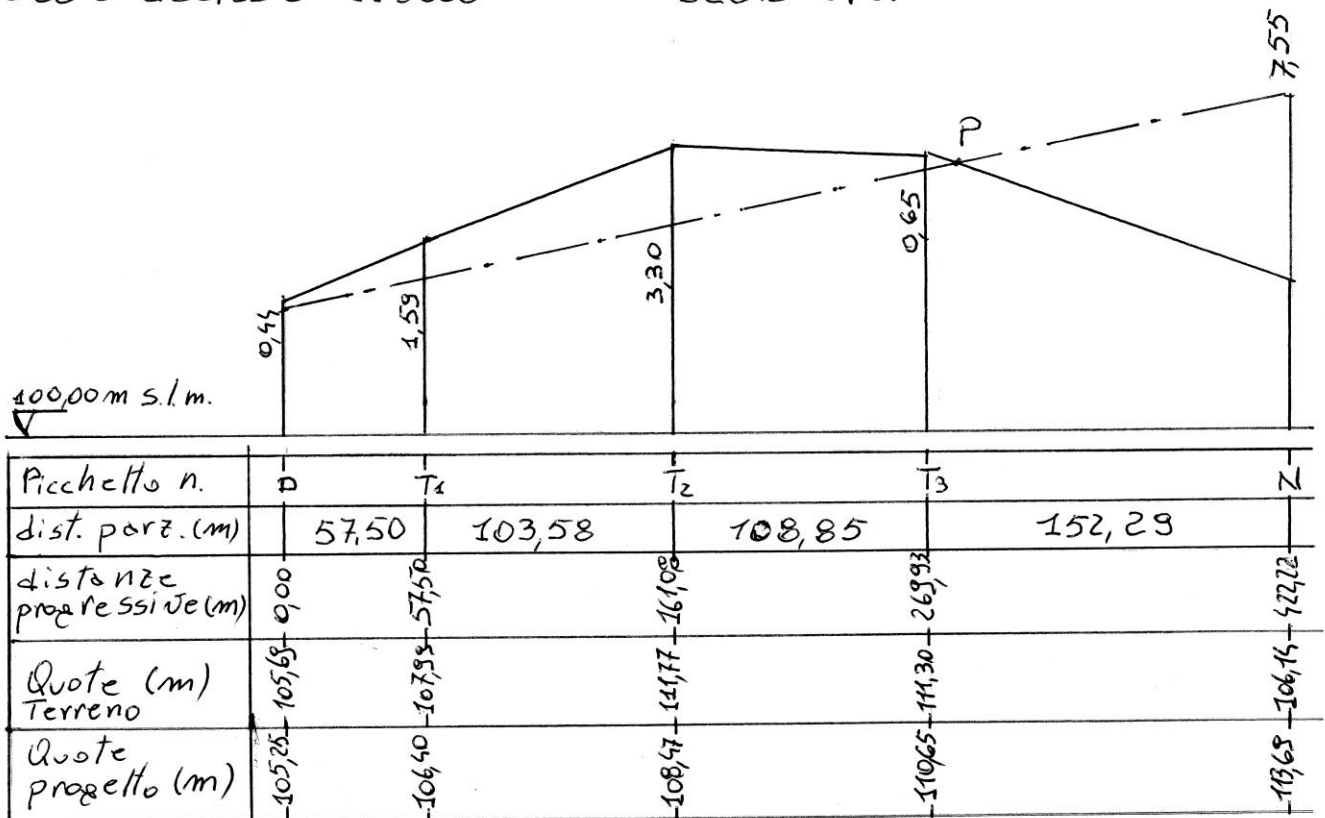 7,55
P
0,44
1,59
3,30
0,65
100,00 m s.l.m.
Picchetto n. D T1 T2 T3 Z
dist. parz. (m) 57,50 103,58 108,85 152,29
distanze
progressive (m) 0,00 57,50 161,08 269,93 422,22
Quote (m)
Terreno 105,69 107,99 111,77 111,30 106,14
Quote
progetto (m) 105,25 106,40 108,47 110,65 113,69